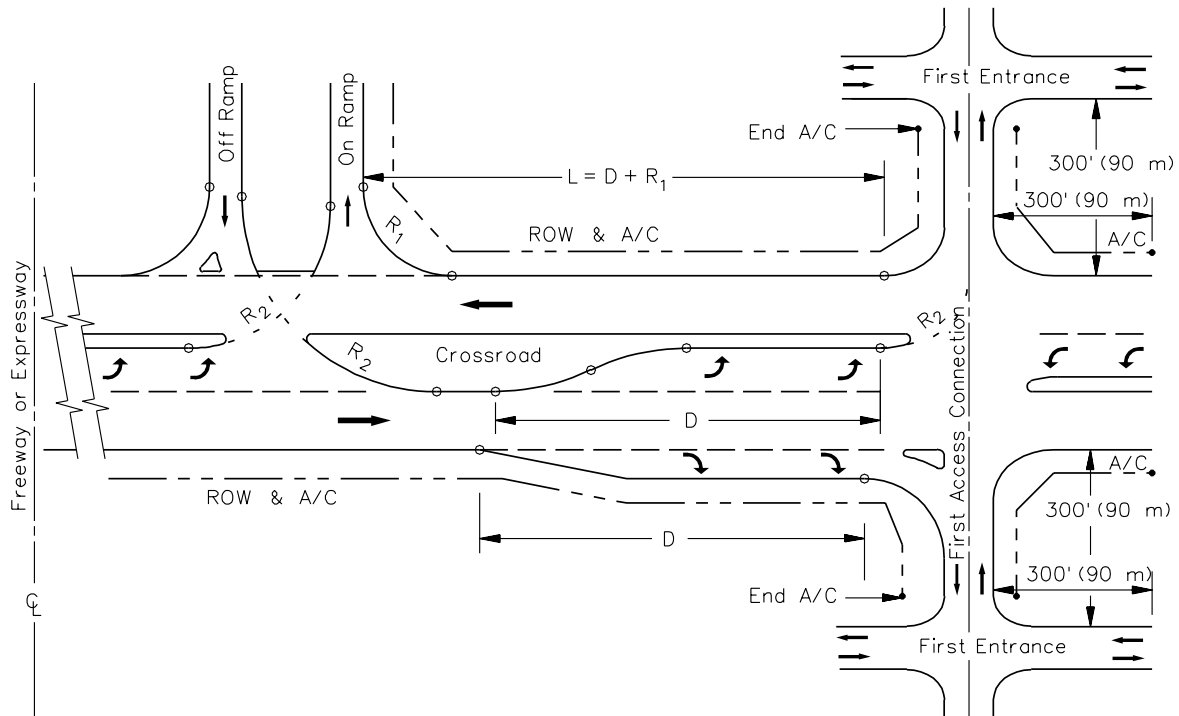 Off Ramp
On Ramp
First Entrance
End A/C
300' (90 m)
L = D + R1
300' (90 m)
R1
ROW & A/C
A/C
Freeway or Expressway
R2
R2
R2
Crossroad
First Access Connection
D
A/C
ROW & A/C
300' (90 m)
D
300' (90 m)
End A/C
℄
First Entrance